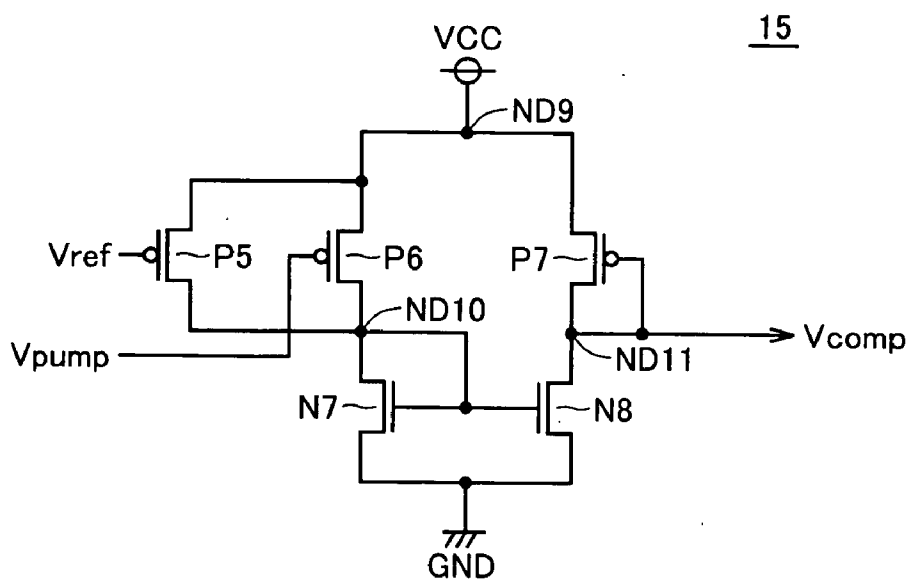 15
VCC
ND9
Vref
P5
P6
P7
ND10
Vpump
ND11
Vcomp
N7
N8
GND